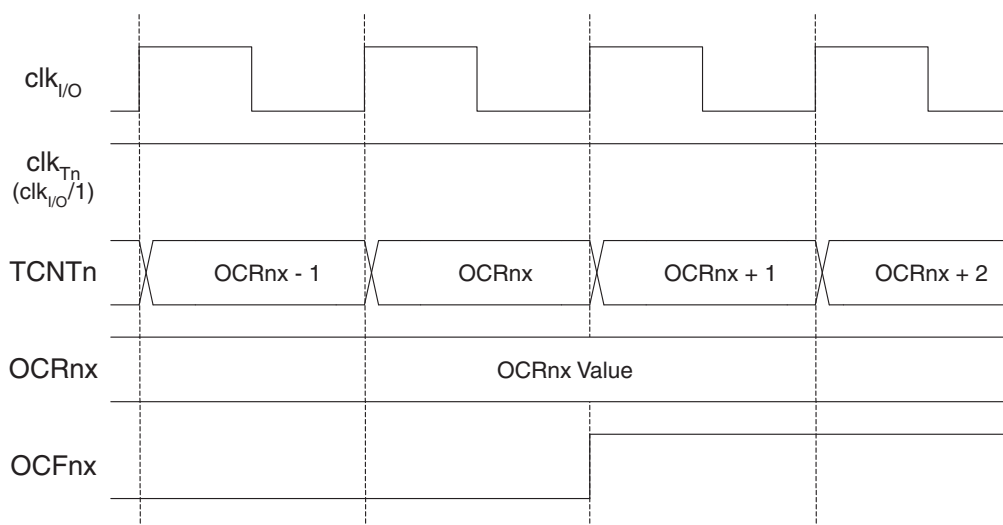 clkI/O
clkTn
(clkI/O/1)
TCNTn
OCRnx - 1
OCRnx
OCRnx + 1
OCRnx + 2
OCRnx
OCRnx Value
OCFnx